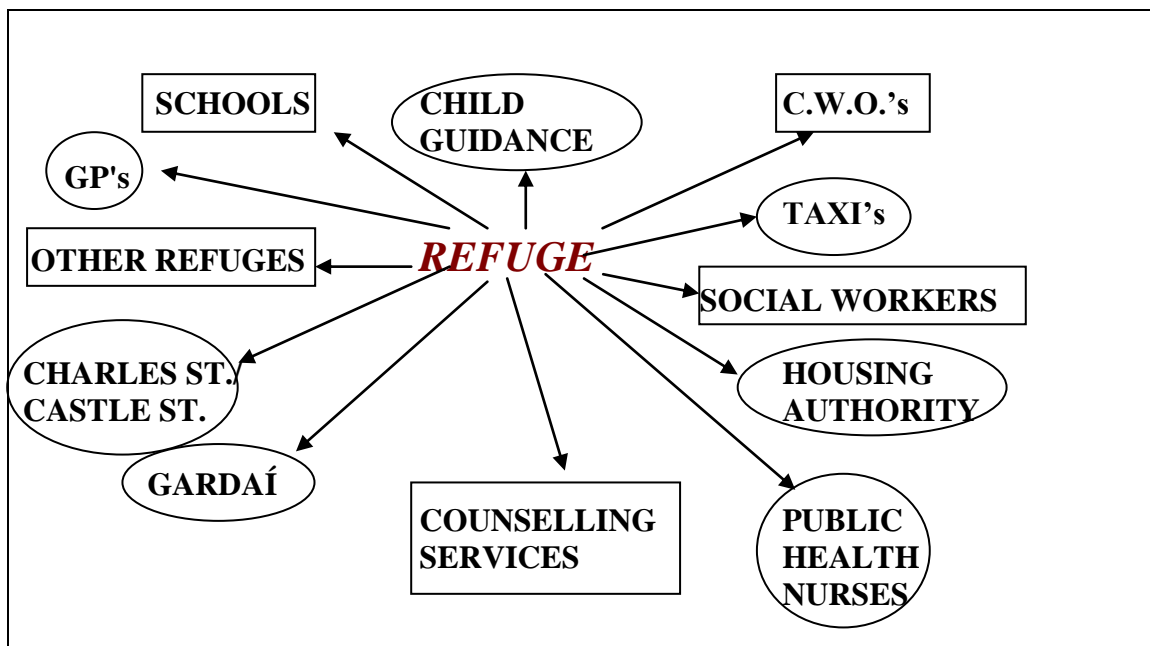 SCHOOLS
CHILD
GUIDANCE
C.W.O.’s
GP's
TAXI’s
OTHER REFUGES
REFUGE
SOCIAL WORKERS
CHARLES ST./
CASTLE ST.
HOUSING
AUTHORITY
GARDAÍ
COUNSELLING
SERVICES
PUBLIC
HEALTH
NURSES